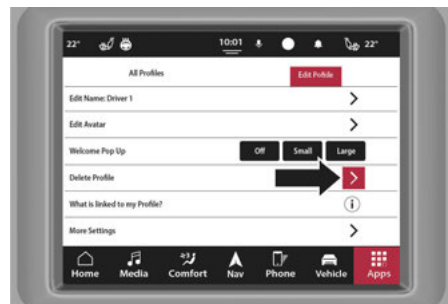 22° 10:01 22°
All Profiles Edit Pofile
Edit Name: Driver 1
Edit Avatar
Welcome Pop Up Off Small Large
Delete Profile
What is linked to my Profile?
More Settings
Home Media Comfort Nav Phone Vehicle Apps